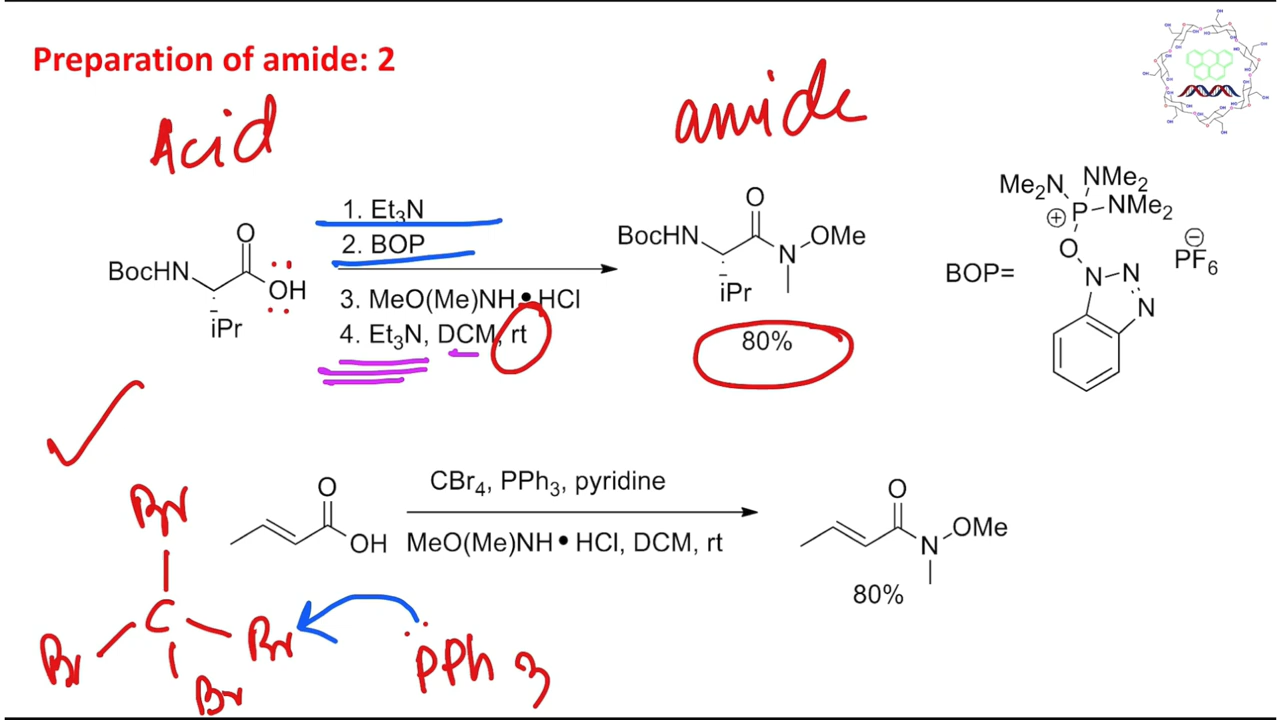 Preparation of amide: 2
Acid
amide
1. Et3N
2. BOP
3. MeO(Me)NH•HCl
4. Et3N, DCM, rt
O
BocHN
OH
iPr
O
BocHN
N
OMe
iPr
80%
BOP=
Me2N
NMe2
NMe2
P
⊕
O
N
N
N
⊖
PF6
O
OH
CBr4, PPh3, pyridine
MeO(Me)NH•HCl, DCM, rt
O
N
OMe
80%
Br
C
Br
Br
Br
PPh3